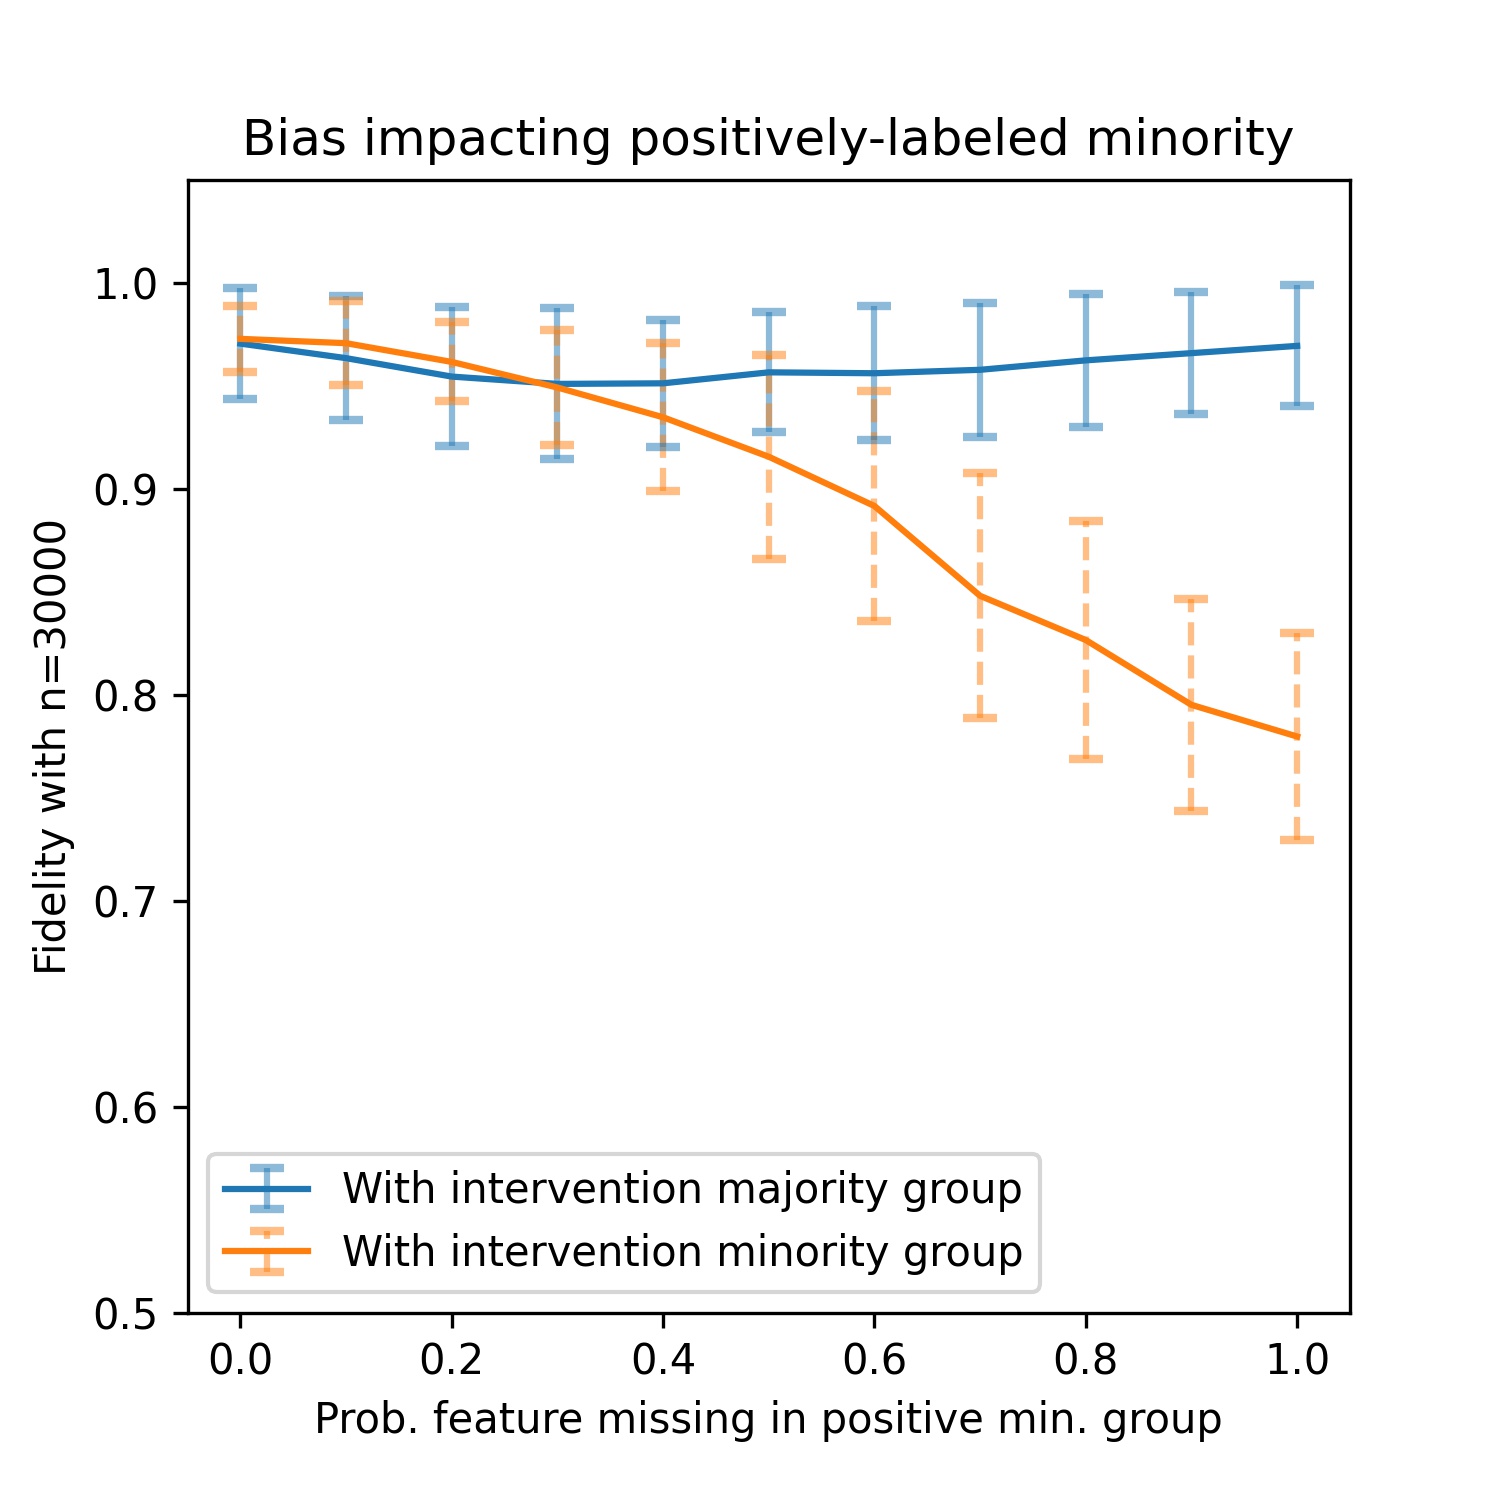 Bias impacting positively-labeled minority
1.0
0.9
0.8
0.7
0.6
0.5
Fidelity with n=30000
With intervention majority group
With intervention minority group
0.0 0.2 0.4 0.6 0.8 1.0
Prob. feature missing in positive min. group